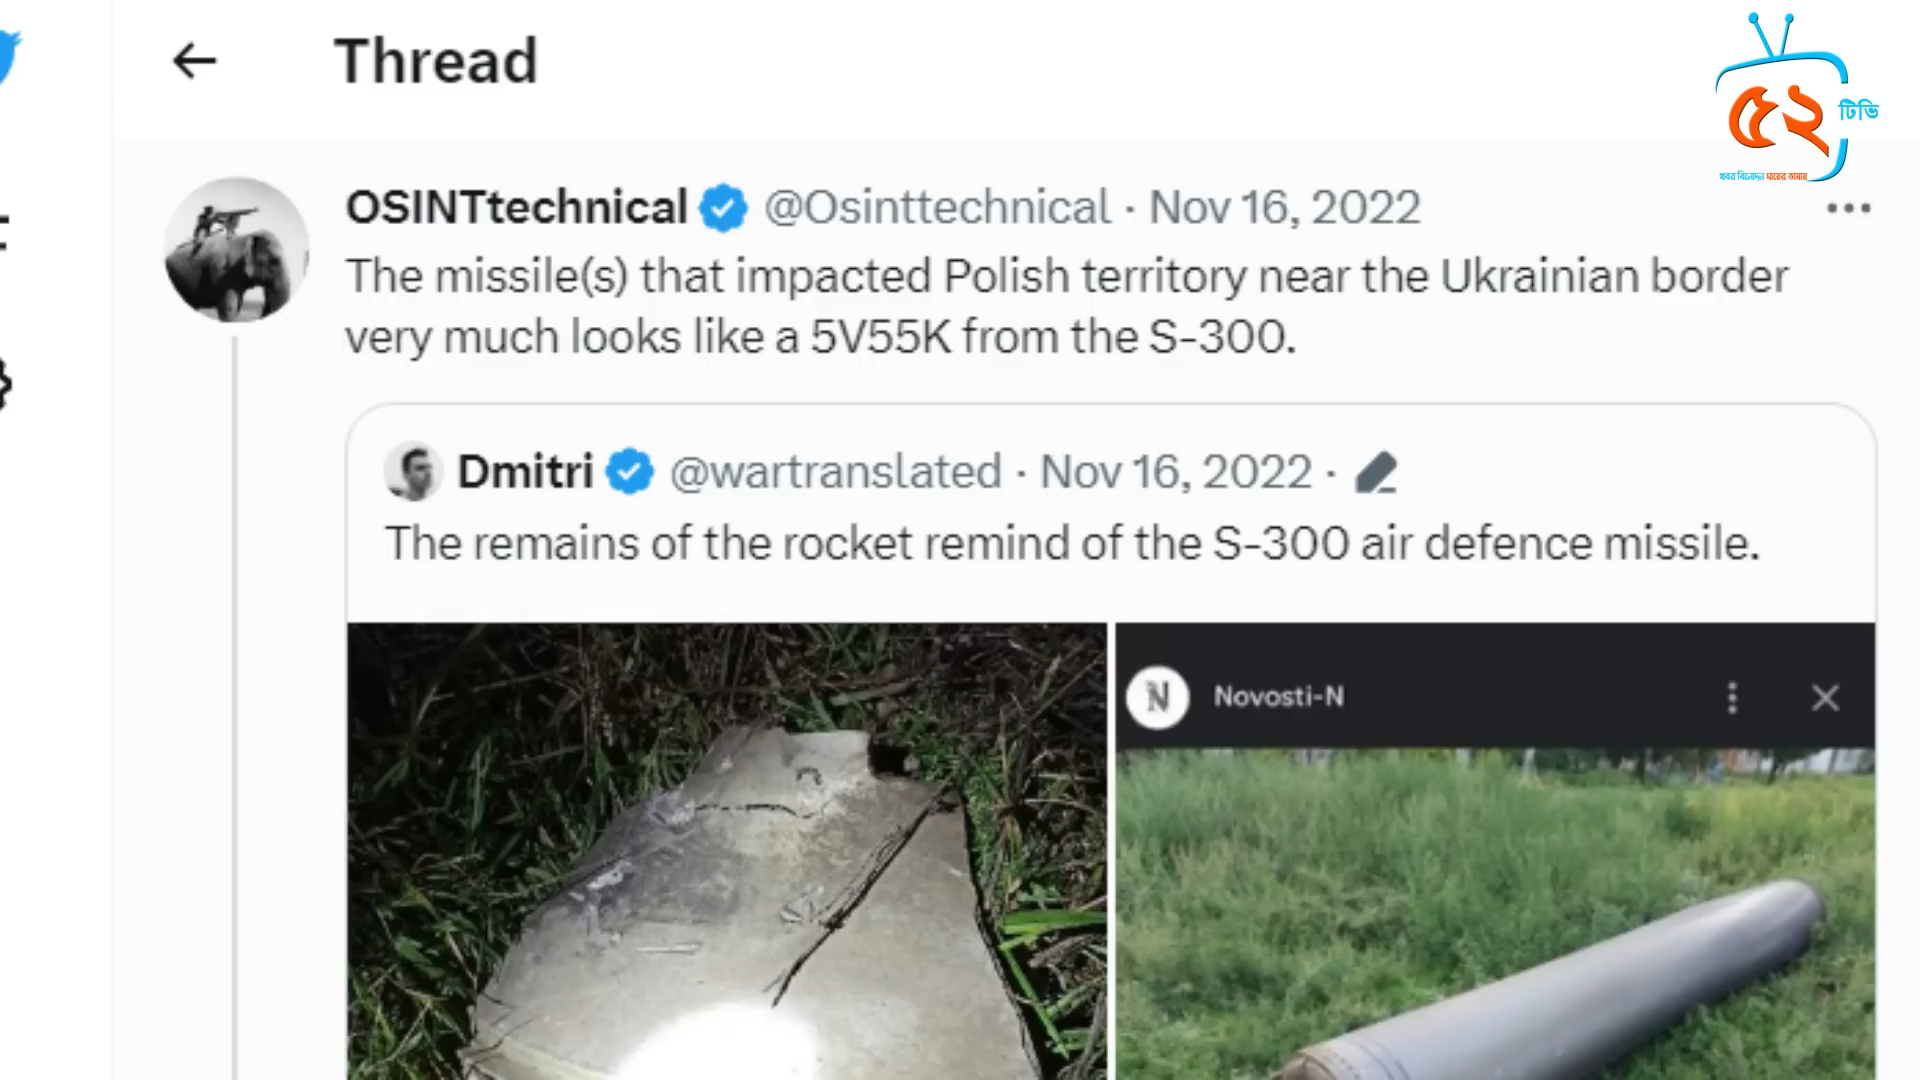 Thread
৫২
টিভি
খবর বিনোদন মায়ের ভাষায়
OSINTtechnical @Osinttechnical · Nov 16, 2022
The missile(s) that impacted Polish territory near the Ukrainian border
very much looks like a 5V55K from the S-300.
Dmitri @wartranslated · Nov 16, 2022 ·
The remains of the rocket remind of the S-300 air defence missile.
N Novosti-N